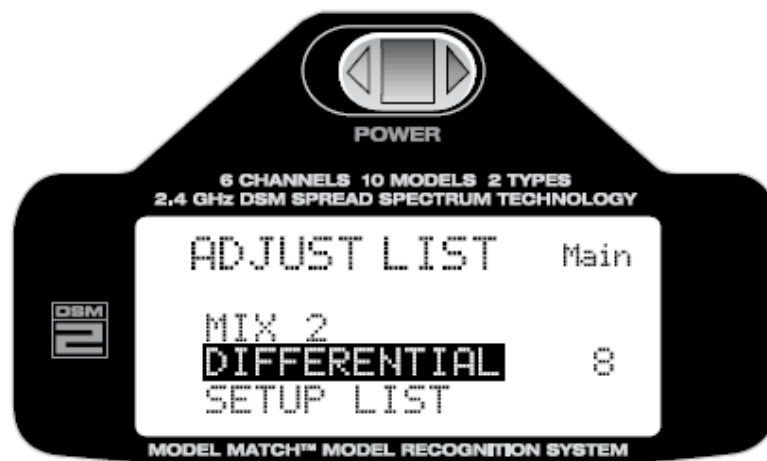 POWER
6 CHANNELS 10 MODELS 2 TYPES
2.4 GHz DSM SPREAD SPECTRUM TECHNOLOGY
ADJUST LIST Main
DSM
2
MIX 2
DIFFERENTIAL 8
SETUP LIST
MODEL MATCH™ MODEL RECOGNITION SYSTEM